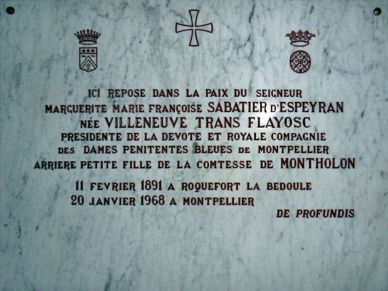 ICI REPOSE DANS LA PAIX DU SEIGNEUR
MARGUERITE MARIE FRANÇOISE SABATIER D'ESPEYRAN
NÉE VILLENEUVE TRANS FLAYOSC
PRESIDENTE DE LA DEVOTE ET ROYALE COMPAGNIE
DES DAMES PENITENTES BLEUES DE MONTPELLIER
ARRIERE PETITE FILLE DE LA COMTESSE DE MONTHOLON
11 FEVRIER 1891 A ROQUEFORT LA BEDOULE
20 JANVIER 1968 A MONTPELLIER
DE PROFUNDIS